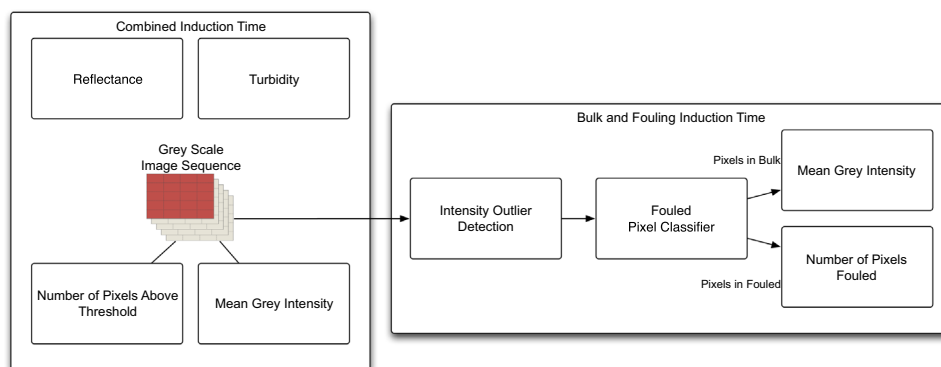 Combined Induction Time
Reflectance
Turbidity
Grey Scale
Image Sequence
Number of Pixels Above
Threshold
Mean Grey Intensity
Bulk and Fouling Induction Time
Intensity Outlier
Detection
Fouled
Pixel Classifier
Pixels in Bulk
Mean Grey Intensity
Pixels in Fouled
Number of Pixels
Fouled